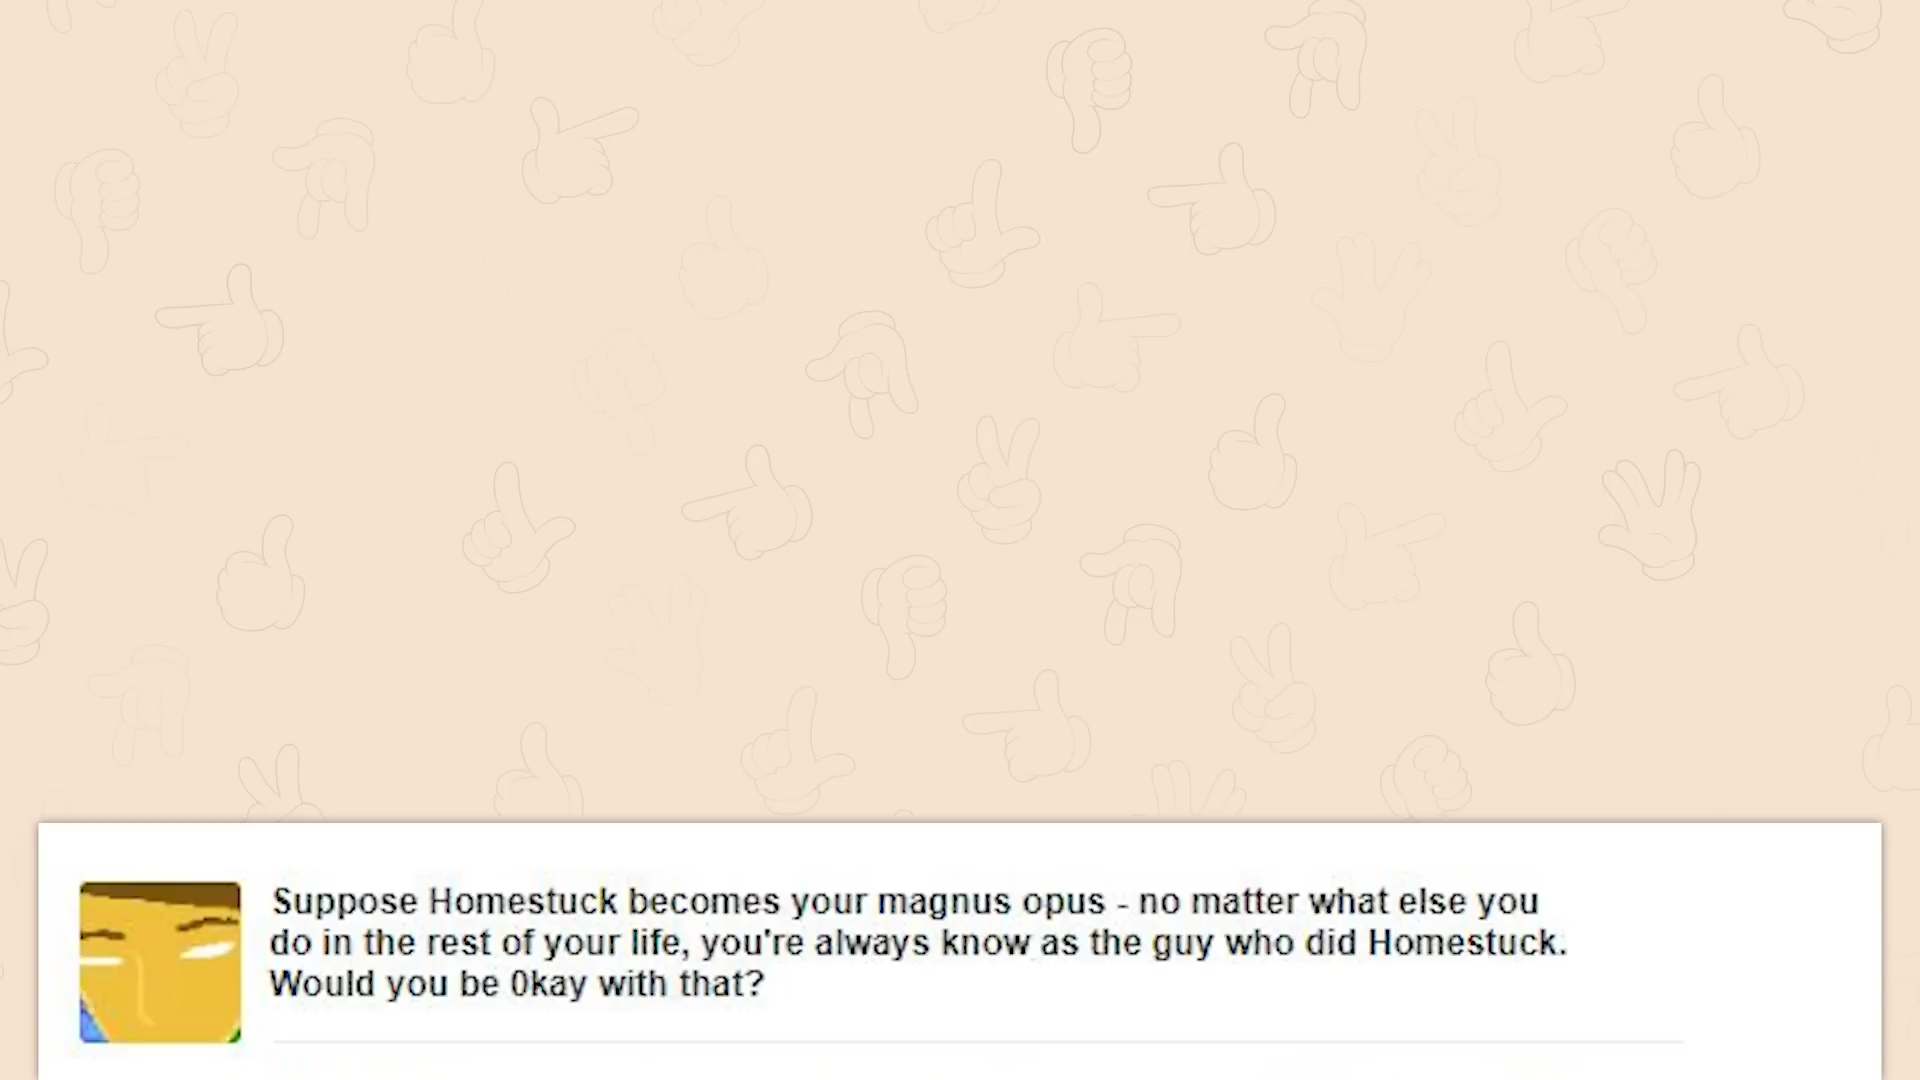 Suppose Homestuck becomes your magnus opus - no matter what else you
do in the rest of your life, you're always know as the guy who did Homestuck.
Would you be 0kay with that?